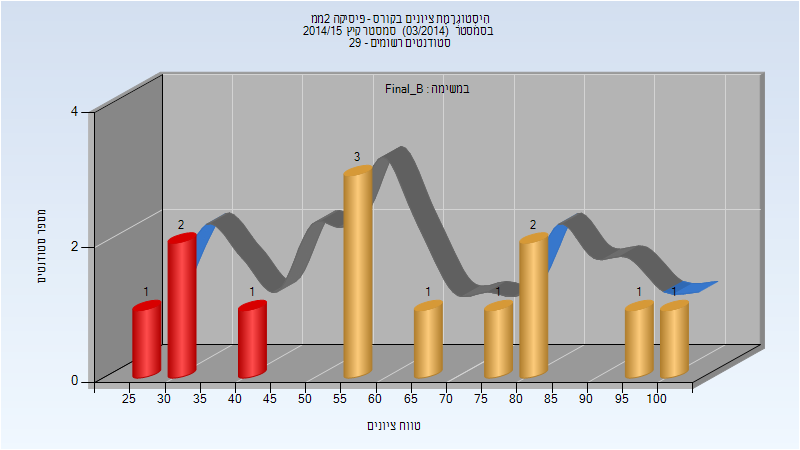 היסטוגרמת ציונים בקורס - פיסיקה 2ממ
בסמסטר (03/2014) סמסטר קיץ 2014/15
סטודנטים רשומים - 29
במשימה : Final_B
מספר סטודנטים
4
2
0
1
2
1
3
1
1
2
1
1
25 30 35 40 45 50 55 60 65 70 75 80 85 90 95 100
טווח ציונים